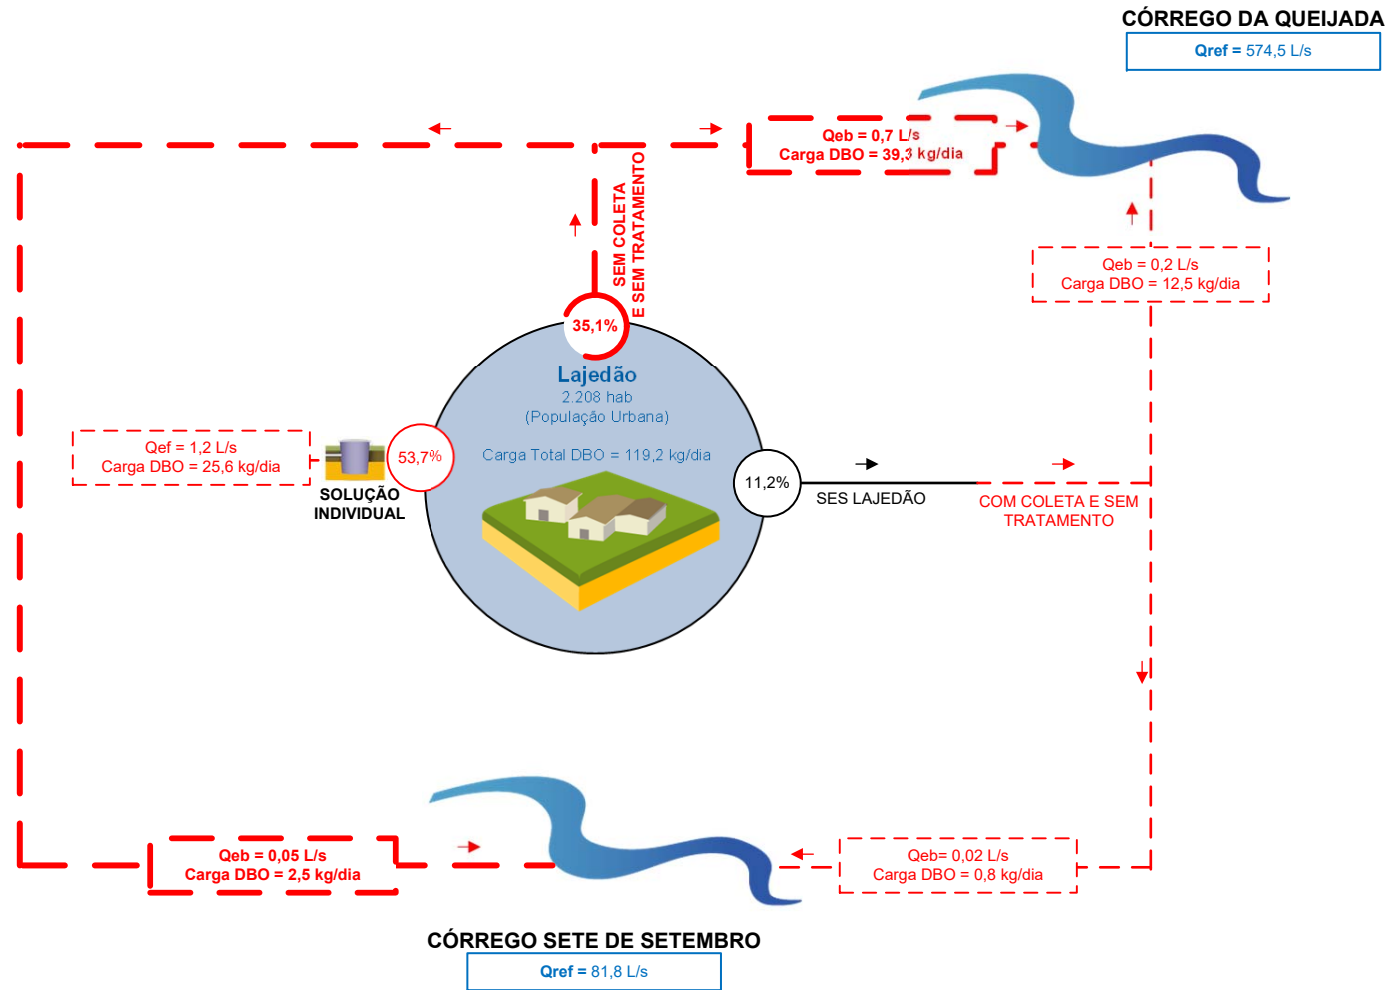 CÓRREGO DA QUEIJADA
Qref = 574,5 L/s
Qeb = 0,7 L/s
Carga DBO = 39,3 kg/dia
SEM COLETA
E SEM TRATAMENTO
Qeb = 0,2 L/s
Carga DBO = 12,5 kg/dia
35,1%
Lajedão
2.208 hab
(População Urbana)
Carga Total DBO = 119,2 kg/dia
Qef = 1,2 L/s
Carga DBO = 25,6 kg/dia
53,7%
SOLUÇÃO
INDIVIDUAL
11,2%
SES LAJEDÃO
COM COLETA E SEM
TRATAMENTO
Qeb = 0,05 L/s
Carga DBO = 2,5 kg/dia
Qeb= 0,02 L/s
Carga DBO = 0,8 kg/dia
CÓRREGO SETE DE SETEMBRO
Qref = 81,8 L/s